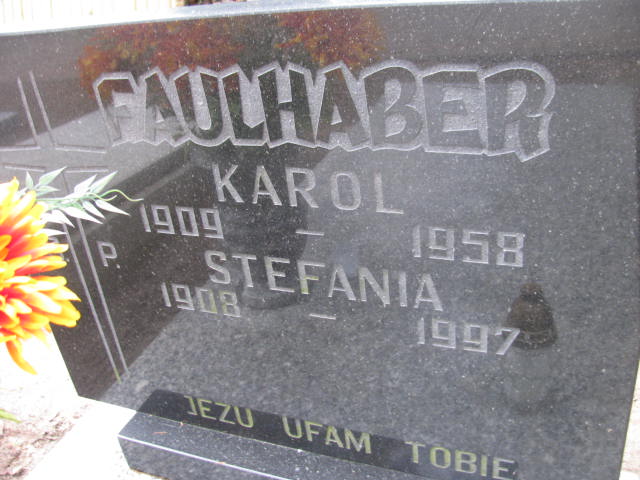 FAULHABER
KAROL
1909 – 1958
P
STEFANIA
1908 – 1997
JEZU UFAM TOBIE